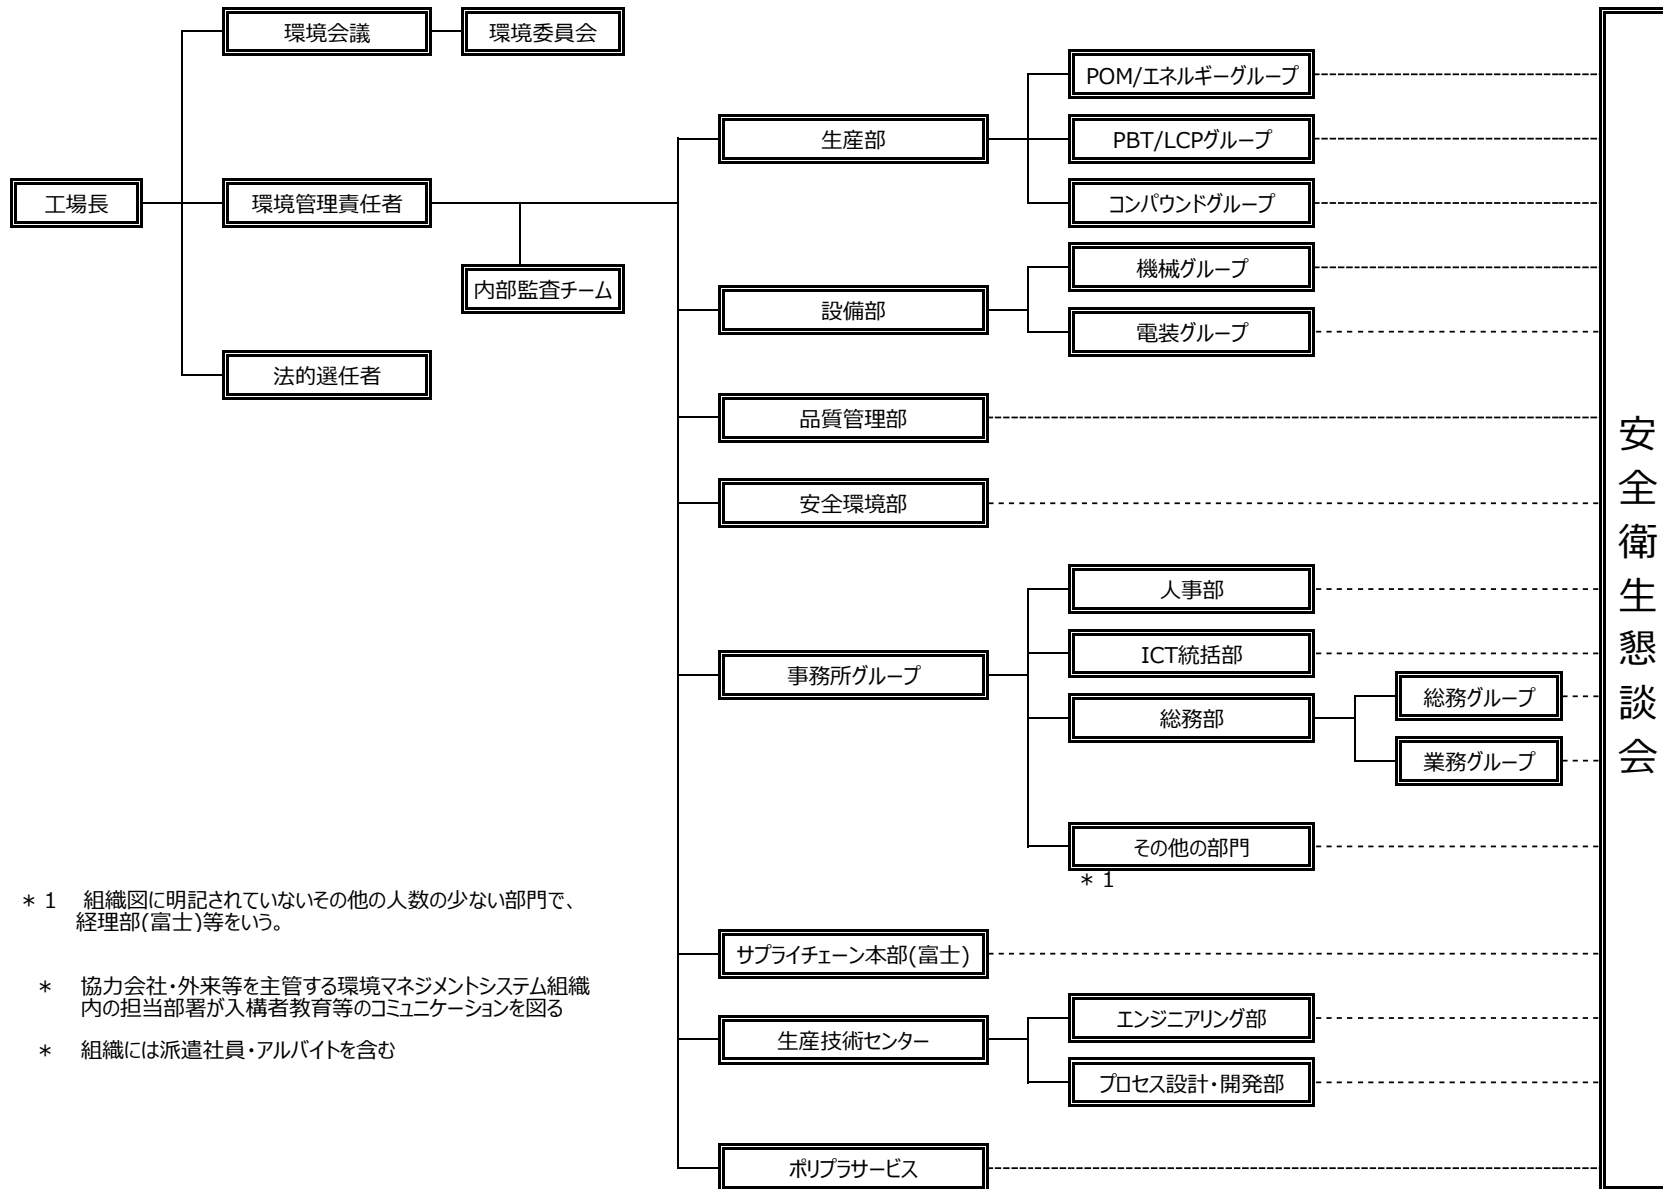 環境会議
環境委員会
工場長
環境管理責任者
内部監査チーム
法的選任者
生産部
POM/エネルギーグループ
PBT/LCPグループ
コンパウンドグループ
設備部
機械グループ
電装グループ
品質管理部
安全環境部
事務所グループ
人事部
ICT統括部
総務部
総務グループ
業務グループ
その他の部門
＊1
サプライチェーン本部(富士)
生産技術センター
エンジニアリング部
プロセス設計・開発部
ポリプラサービス
安全衛生懇談会
＊1 組織図に明記されていないその他の人数の少ない部門で、
経理部(富士)等をいう。
＊ 協力会社・外来等を主管する環境マネジメントシステム組織
内の担当部署が入構者教育等のコミュニケーションを図る
＊ 組織には派遣社員・アルバイトを含む